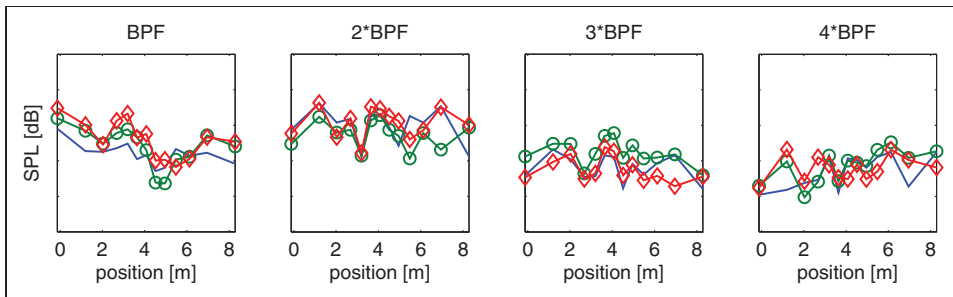 BPF 2*BPF 3*BPF 4*BPF
SPL [dB]
0 2 4 6 8 0 2 4 6 8 0 2 4 6 8 0 2 4 6 8
position [m] position [m] position [m] position [m]